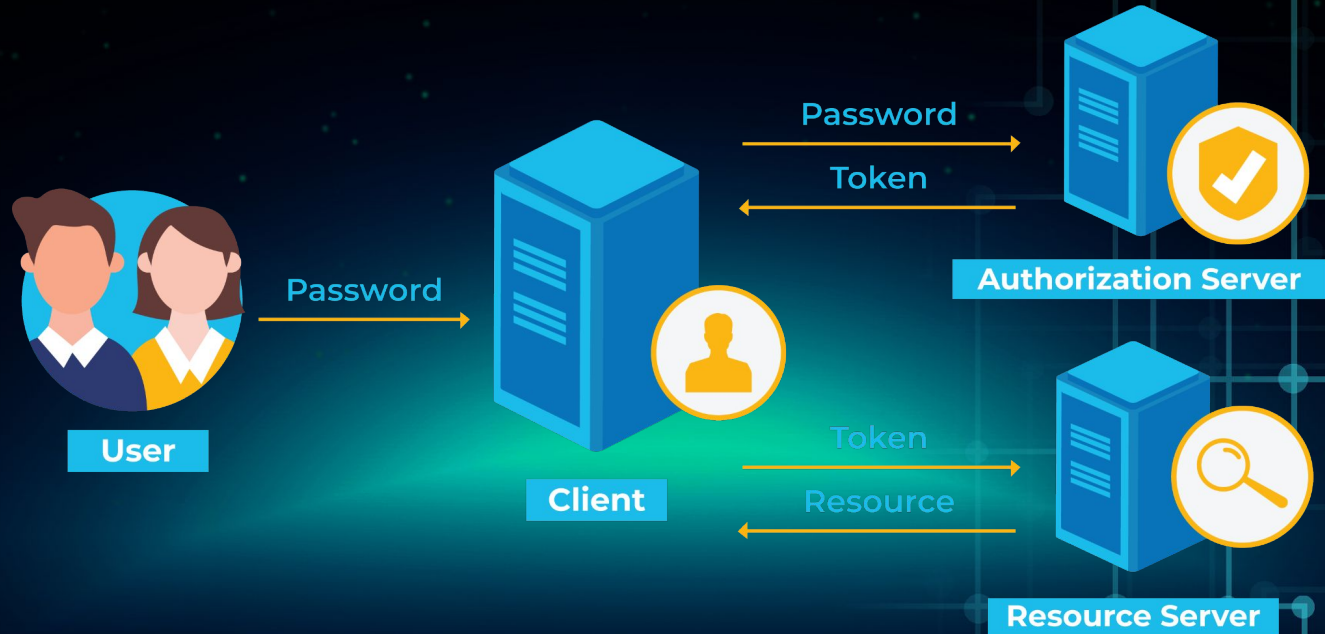 Password
Token
Authorization Server
Password
User
Client
Token
Resource
Resource Server